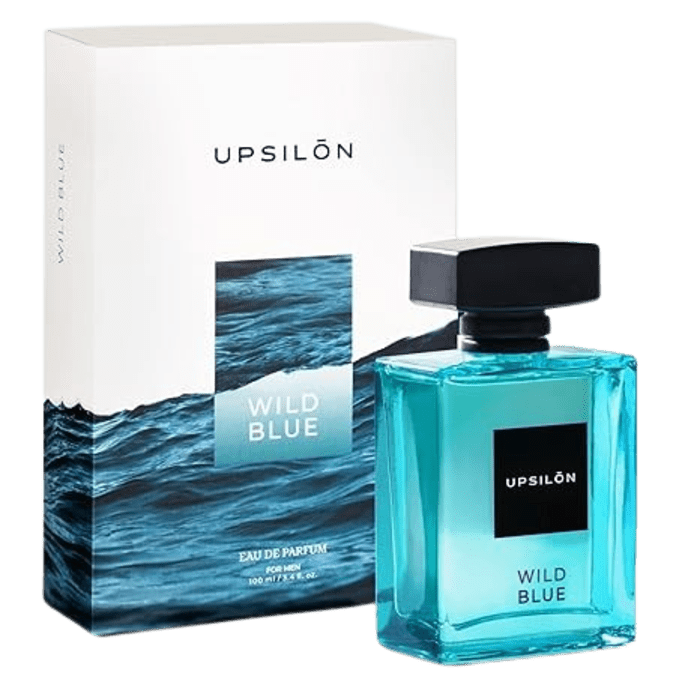 WILD BLUE
UPSILŌN
WILD
BLUE
EAU DE PARFUM
FOR MEN
100 ml / 3.4 fl. oz.
UPSILŌN
WILD
BLUE